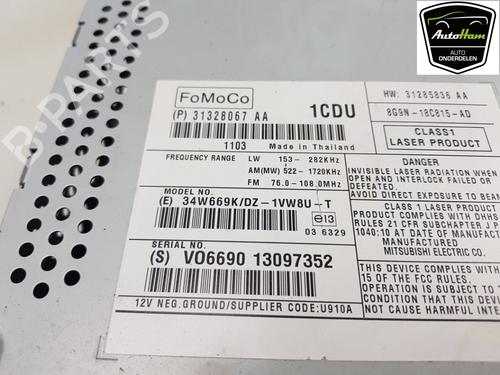 AutoHam
AUTO
ONDERDELEN
B-PARTS
FoMoCo
(P) 31328067 AA
1CDU
1103 Made in Thailand
FREQUENCY RANGE LW 153- 282KHz
AM(MW) 522-1720KHz
FM 76.0-108.0MHz
MODEL NO.
(E) 34W669K/DZ-1VW8U-T
e13
03 6329
SERIAL NO.
(S) VO6690 13097352
12V NEG.GROUND/SUPPLIER CODE:U910A
HW: 31285836 AA
8G9N-18C815-AD
CLASS1
LASER PRODUCT
DANGER
INVISIBLE LASER RADIATION WHEN
OPEN AND INTERLOCK FAILED OR
DEFEATED.
AVOID DIRECT EXPOSURE TO BEAM
CLASS 1 LASER PRODUCT
THIS PRODUCT COMPLIES WITH DHHS
RULES 21 CFR SUBCHAPTER J P
1040:10 AT DATE OF
MANUFACTURE
MANUFACTURED
MITSUBISHI ELECTRIC CO.
THIS DEVICE COMPLIES WI
15 OF THE FCC RULES.
OPERATION IS SUBJECT TO
CONDITION
NOT CAUSE HARMFUL INTERF